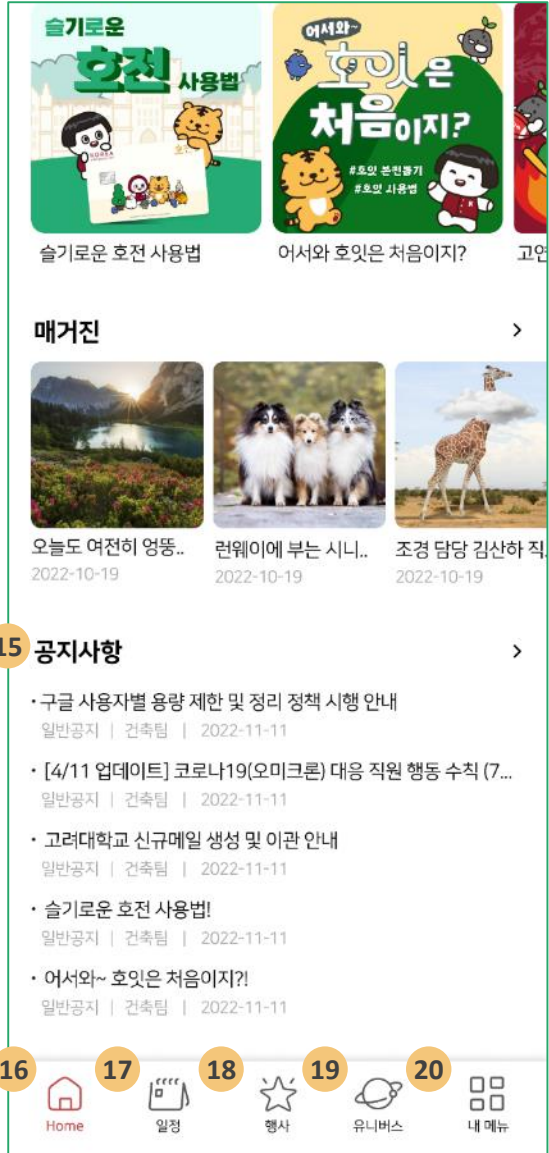 슬기로운
호전 사용법
KOREA
어서와~
호잇은
처음이지?
#호잇 본전뽑기
#호잇 사용법
슬기로운 호전 사용법
어서와 호잇은 처음이지?
고연
매거진 >
오늘도 여전히 엉뚱..
2022-10-19
런웨이에 부는 시니..
2022-10-19
조경 담당 김산하 직.
2022-10-19
15 공지사항 >
· 구글 사용자별 용량 제한 및 정리 정책 시행 안내
일반공지 | 건축팀 | 2022-11-11
· [4/11 업데이트] 코로나19(오미크론) 대응 직원 행동 수칙 (7...
일반공지 | 건축팀 | 2022-11-11
· 고려대학교 신규메일 생성 및 이관 안내
일반공지 | 건축팀 | 2022-11-11
· 슬기로운 호전 사용법!
일반공지 | 건축팀 | 2022-11-11
· 어서와~ 호잇은 처음이지?!
일반공지 | 건축팀 | 2022-11-11
16 17 18 19 20
Home 일정 행사 유니버스 내 메뉴